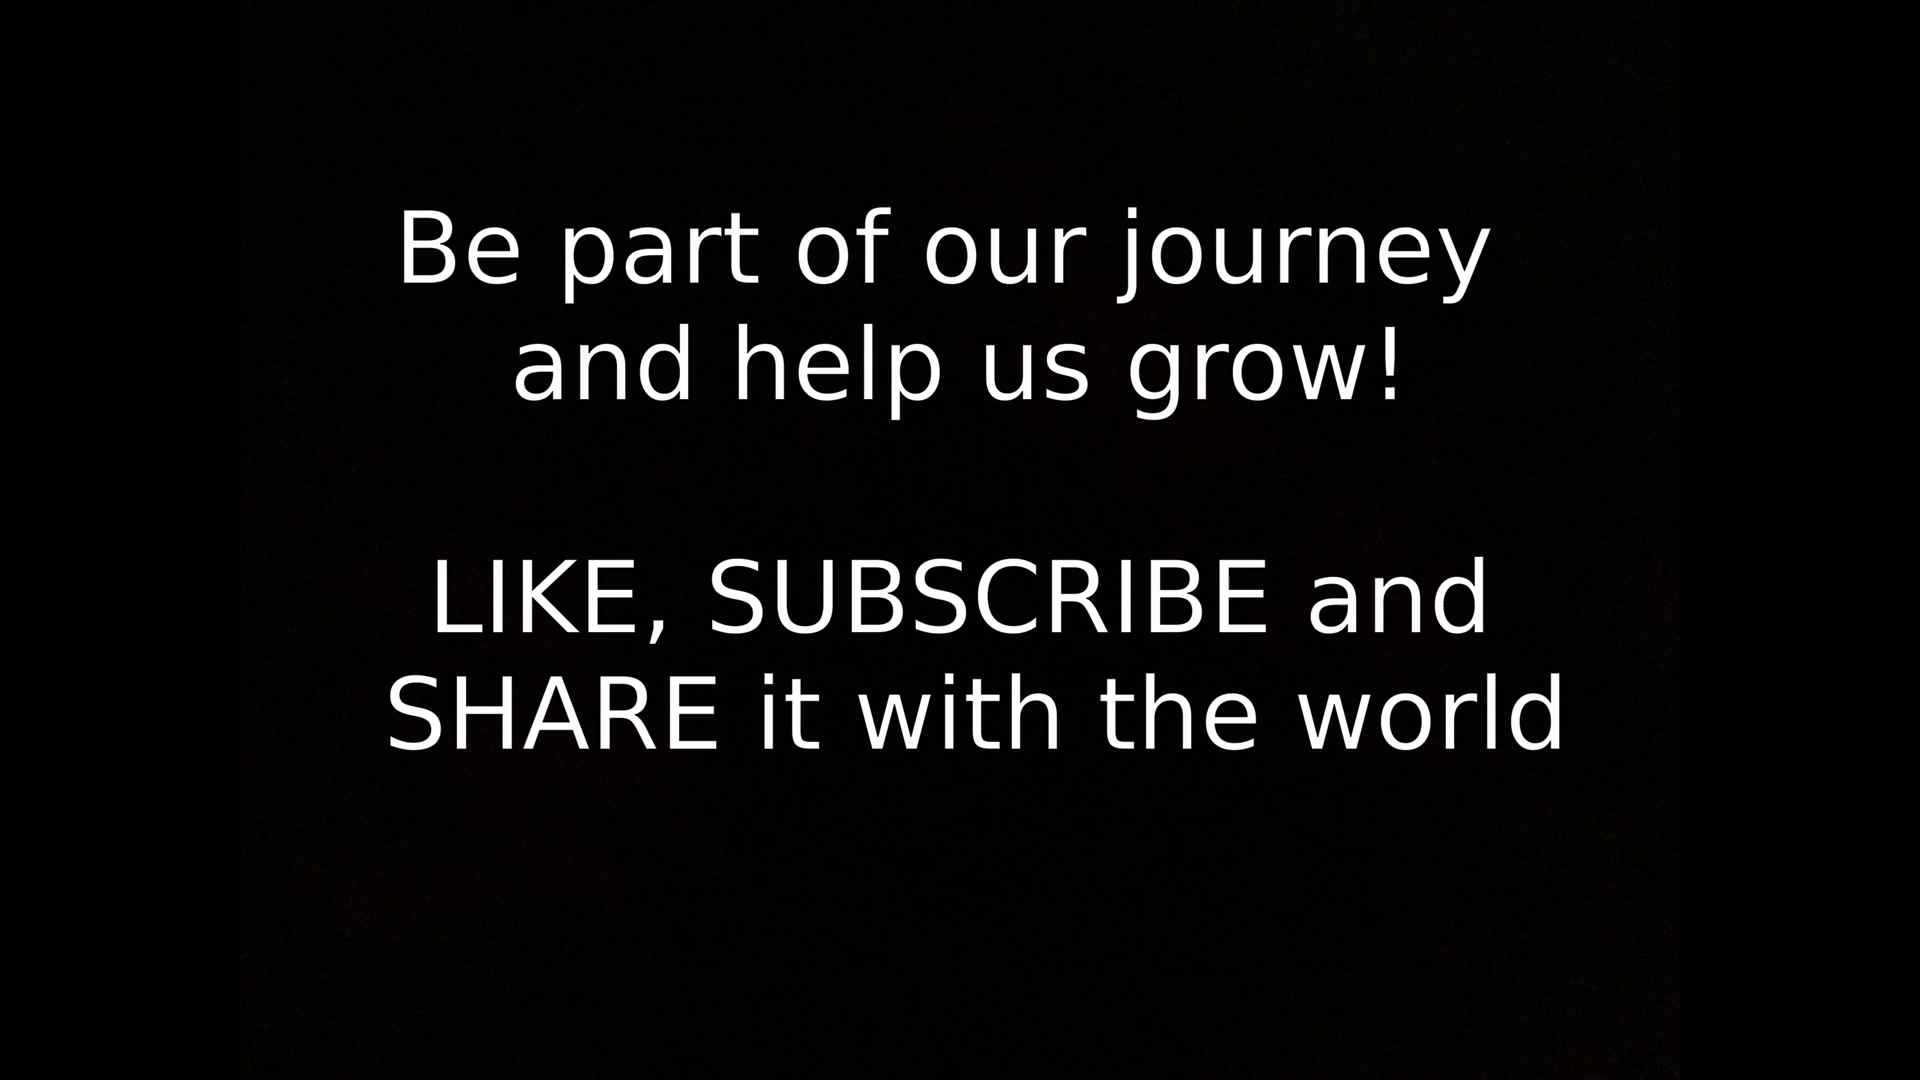 Be part of our journey
and help us grow!
LIKE, SUBSCRIBE and
SHARE it with the world